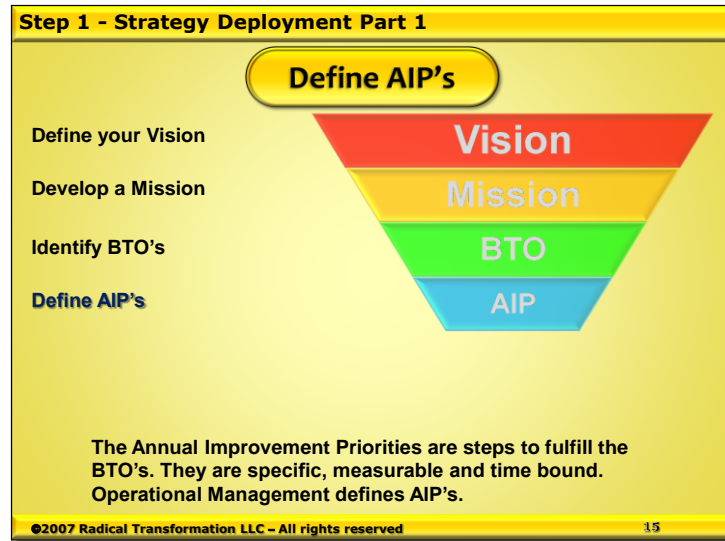 Step 1 - Strategy Deployment Part 1
Define AIP's
Define your Vision
Vision
Develop a Mission
Mission
Identify BTO's
BTO
Define AIP's
AIP
The Annual Improvement Priorities are steps to fulfill the
BTO's. They are specific, measurable and time bound.
Operational Management defines AIP's.
©2007 Radical Transformation LLC – All rights reserved 15